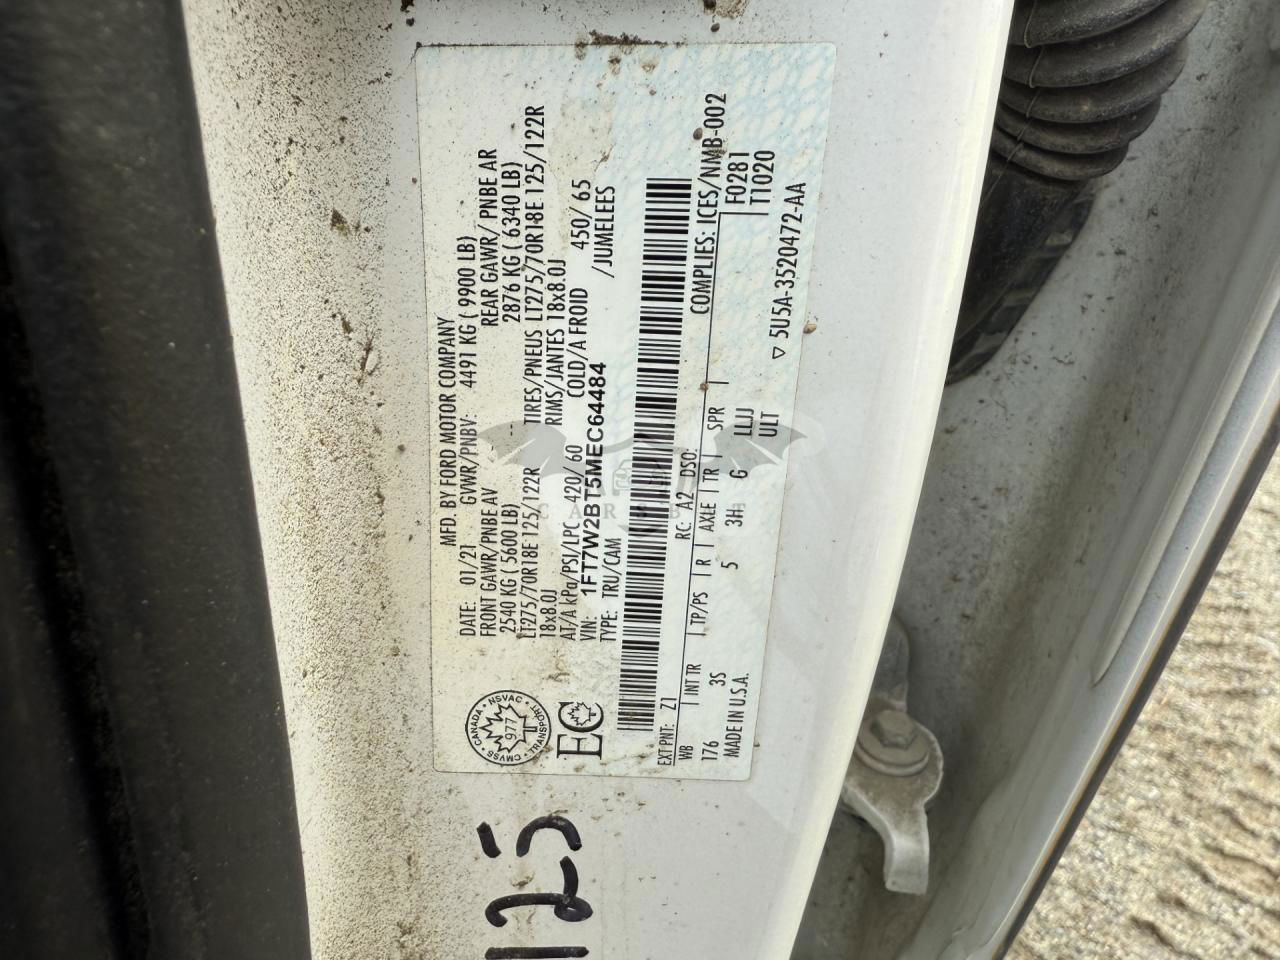 MFD. BY FORD MOTOR COMPANY
DATE: 01/21 GVWR/PNBV: 4491 KG ( 9900 LB)
FRONT GAWR/PNBE AV REAR GAWR/ PNBE AR
2540 KG ( 5600 LB) 2876 KG ( 6340 LB)
LT275/70R18E 125/122R TIRES/PNEUS LT275/70R18E 125/122R
18x8.0J RIMS/JANTES 18x8.0J
AT/A kPa/PSI/LPC 420/ 60 COLD/A FROID 450/ 65
VIN: 1FT7W2BT5MEC64484 /JUMELEES
TYPE: TRU/CAM
CANADA • NSVAC • TRANSPORT • CMVSS •
977
EC
EXT PNT: Z1 RC: A2 DSO: COMPLIES: ICES/NMB-002
WB INT TR TP/PS R AXLE TR SPR F0281
176 3S 5 3H G LLJJ T1020
MADE IN U.S.A. ULT
▽ 5U5A-3520472-AA
CARSBAT
1125